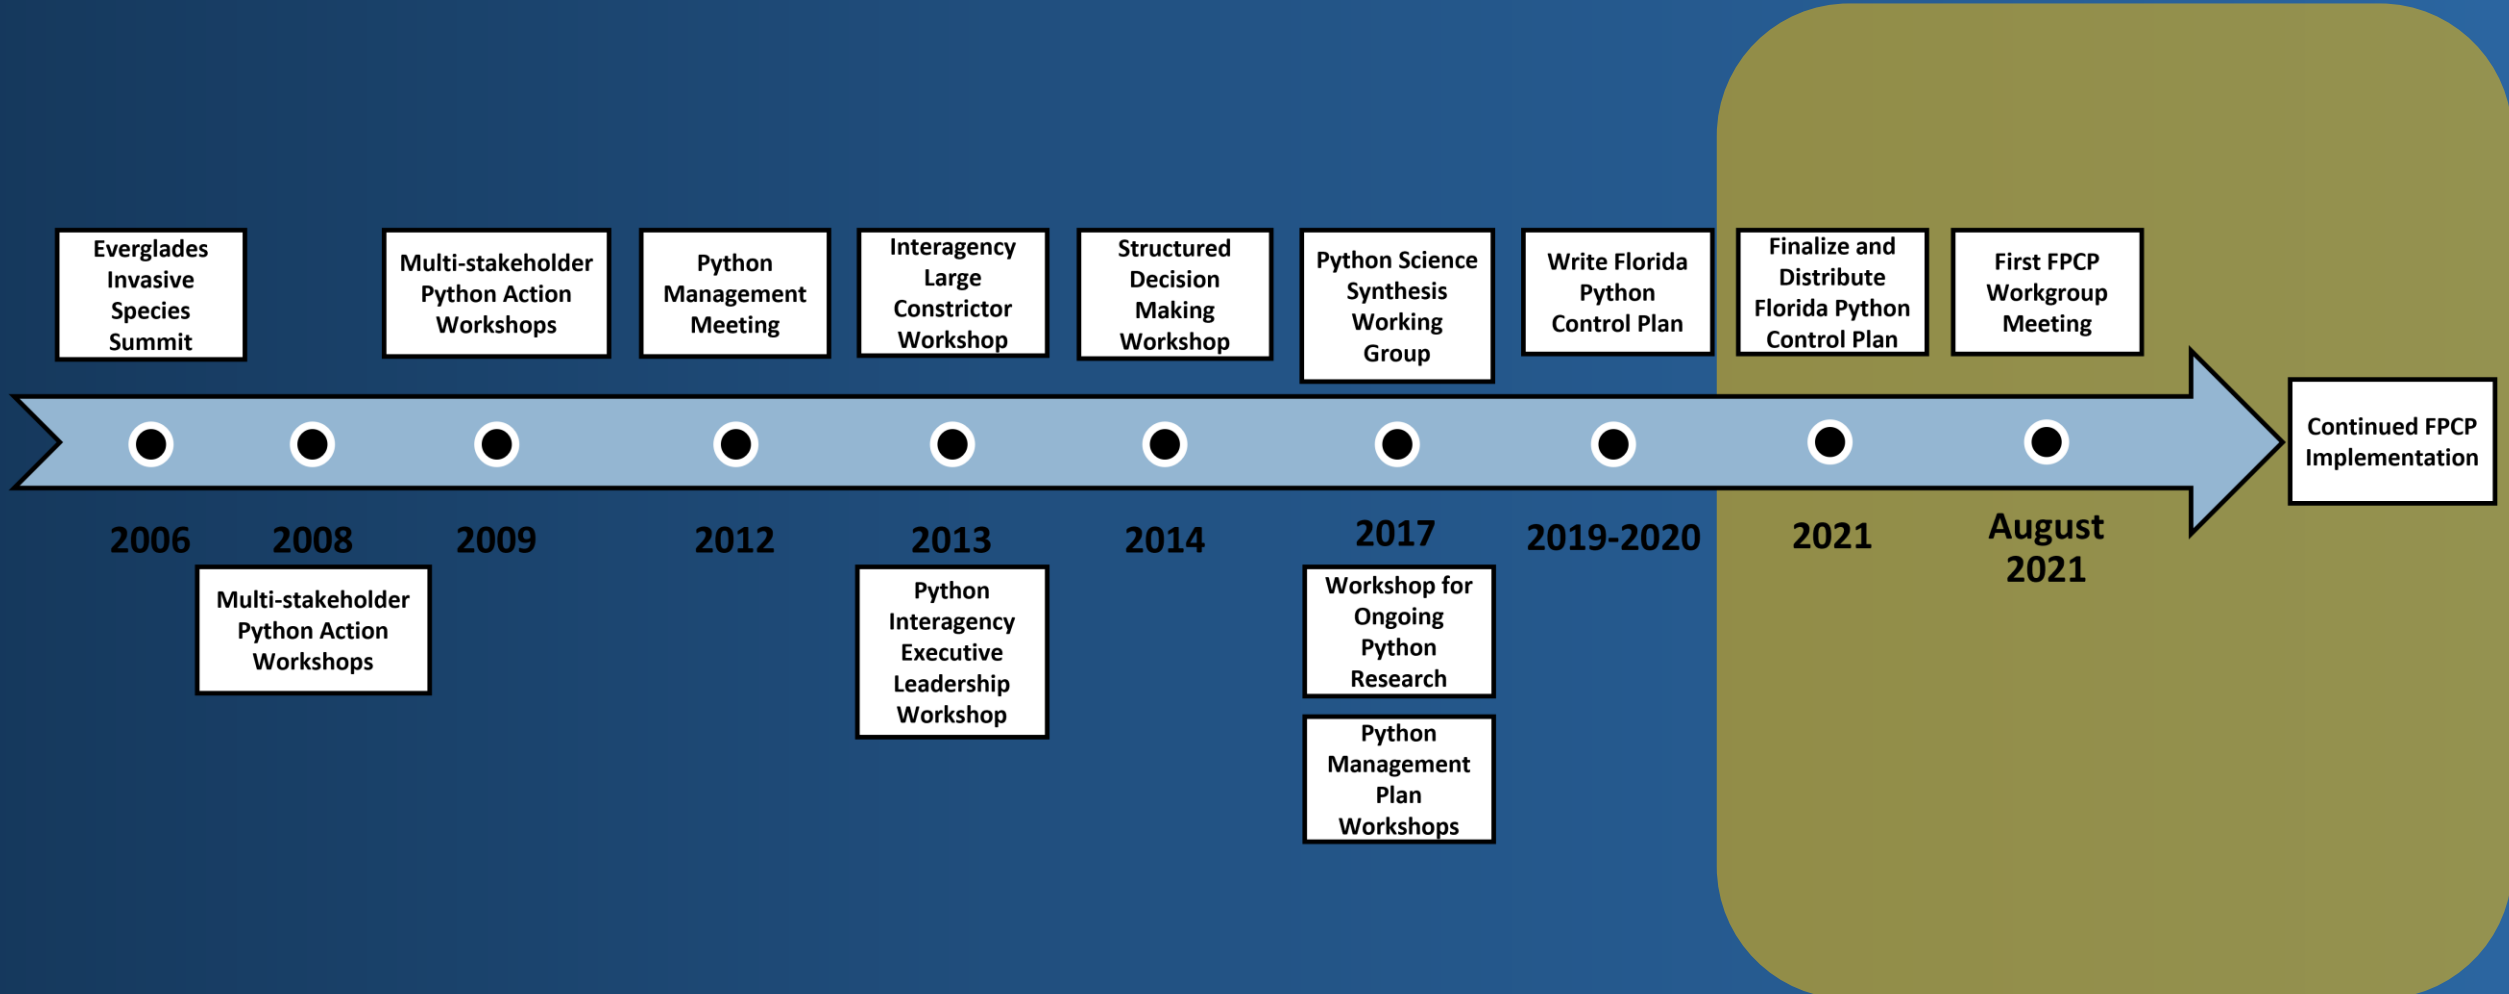 Everglades
Invasive
Species
Summit
Multi-stakeholder
Python Action
Workshops
Python
Management
Meeting
Interagency
Large
Constrictor
Workshop
Structured
Decision
Making
Workshop
Python Science
Synthesis
Working
Group
Write Florida
Python
Control Plan
Finalize and
Distribute
Florida Python
Control Plan
First FPCP
Workgroup
Meeting
Continued FPCP
Implementation
2006
2008
2009
2012
2013
2014
2017
2019-2020
2021
August
2021
Multi-stakeholder
Python Action
Workshops
Python
Interagency
Executive
Leadership
Workshop
Workshop for
Ongoing
Python
Research
Python
Management
Plan
Workshops